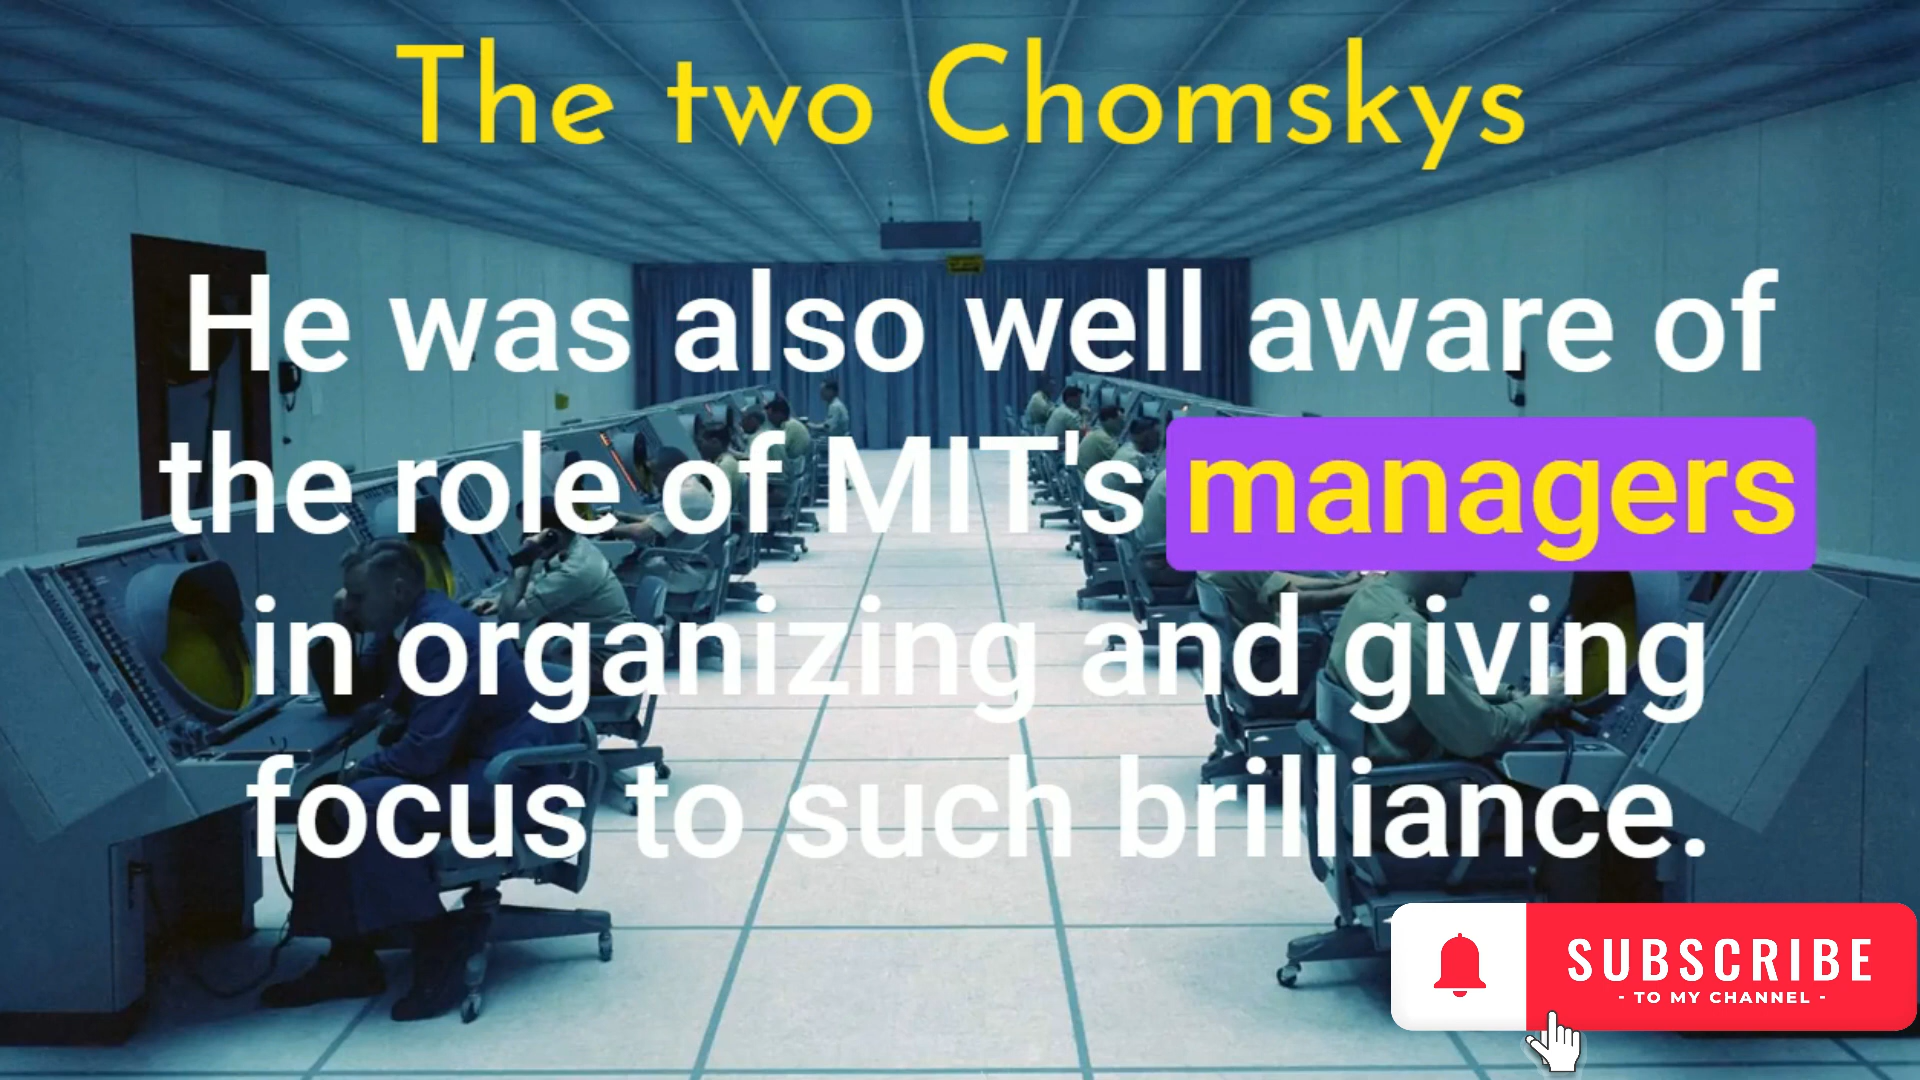 The two Chomskys
He was also well aware of
the role of MIT's managers
in organizing and giving
focus to such brilliance.
SUBSCRIBE
- TO MY CHANNEL -